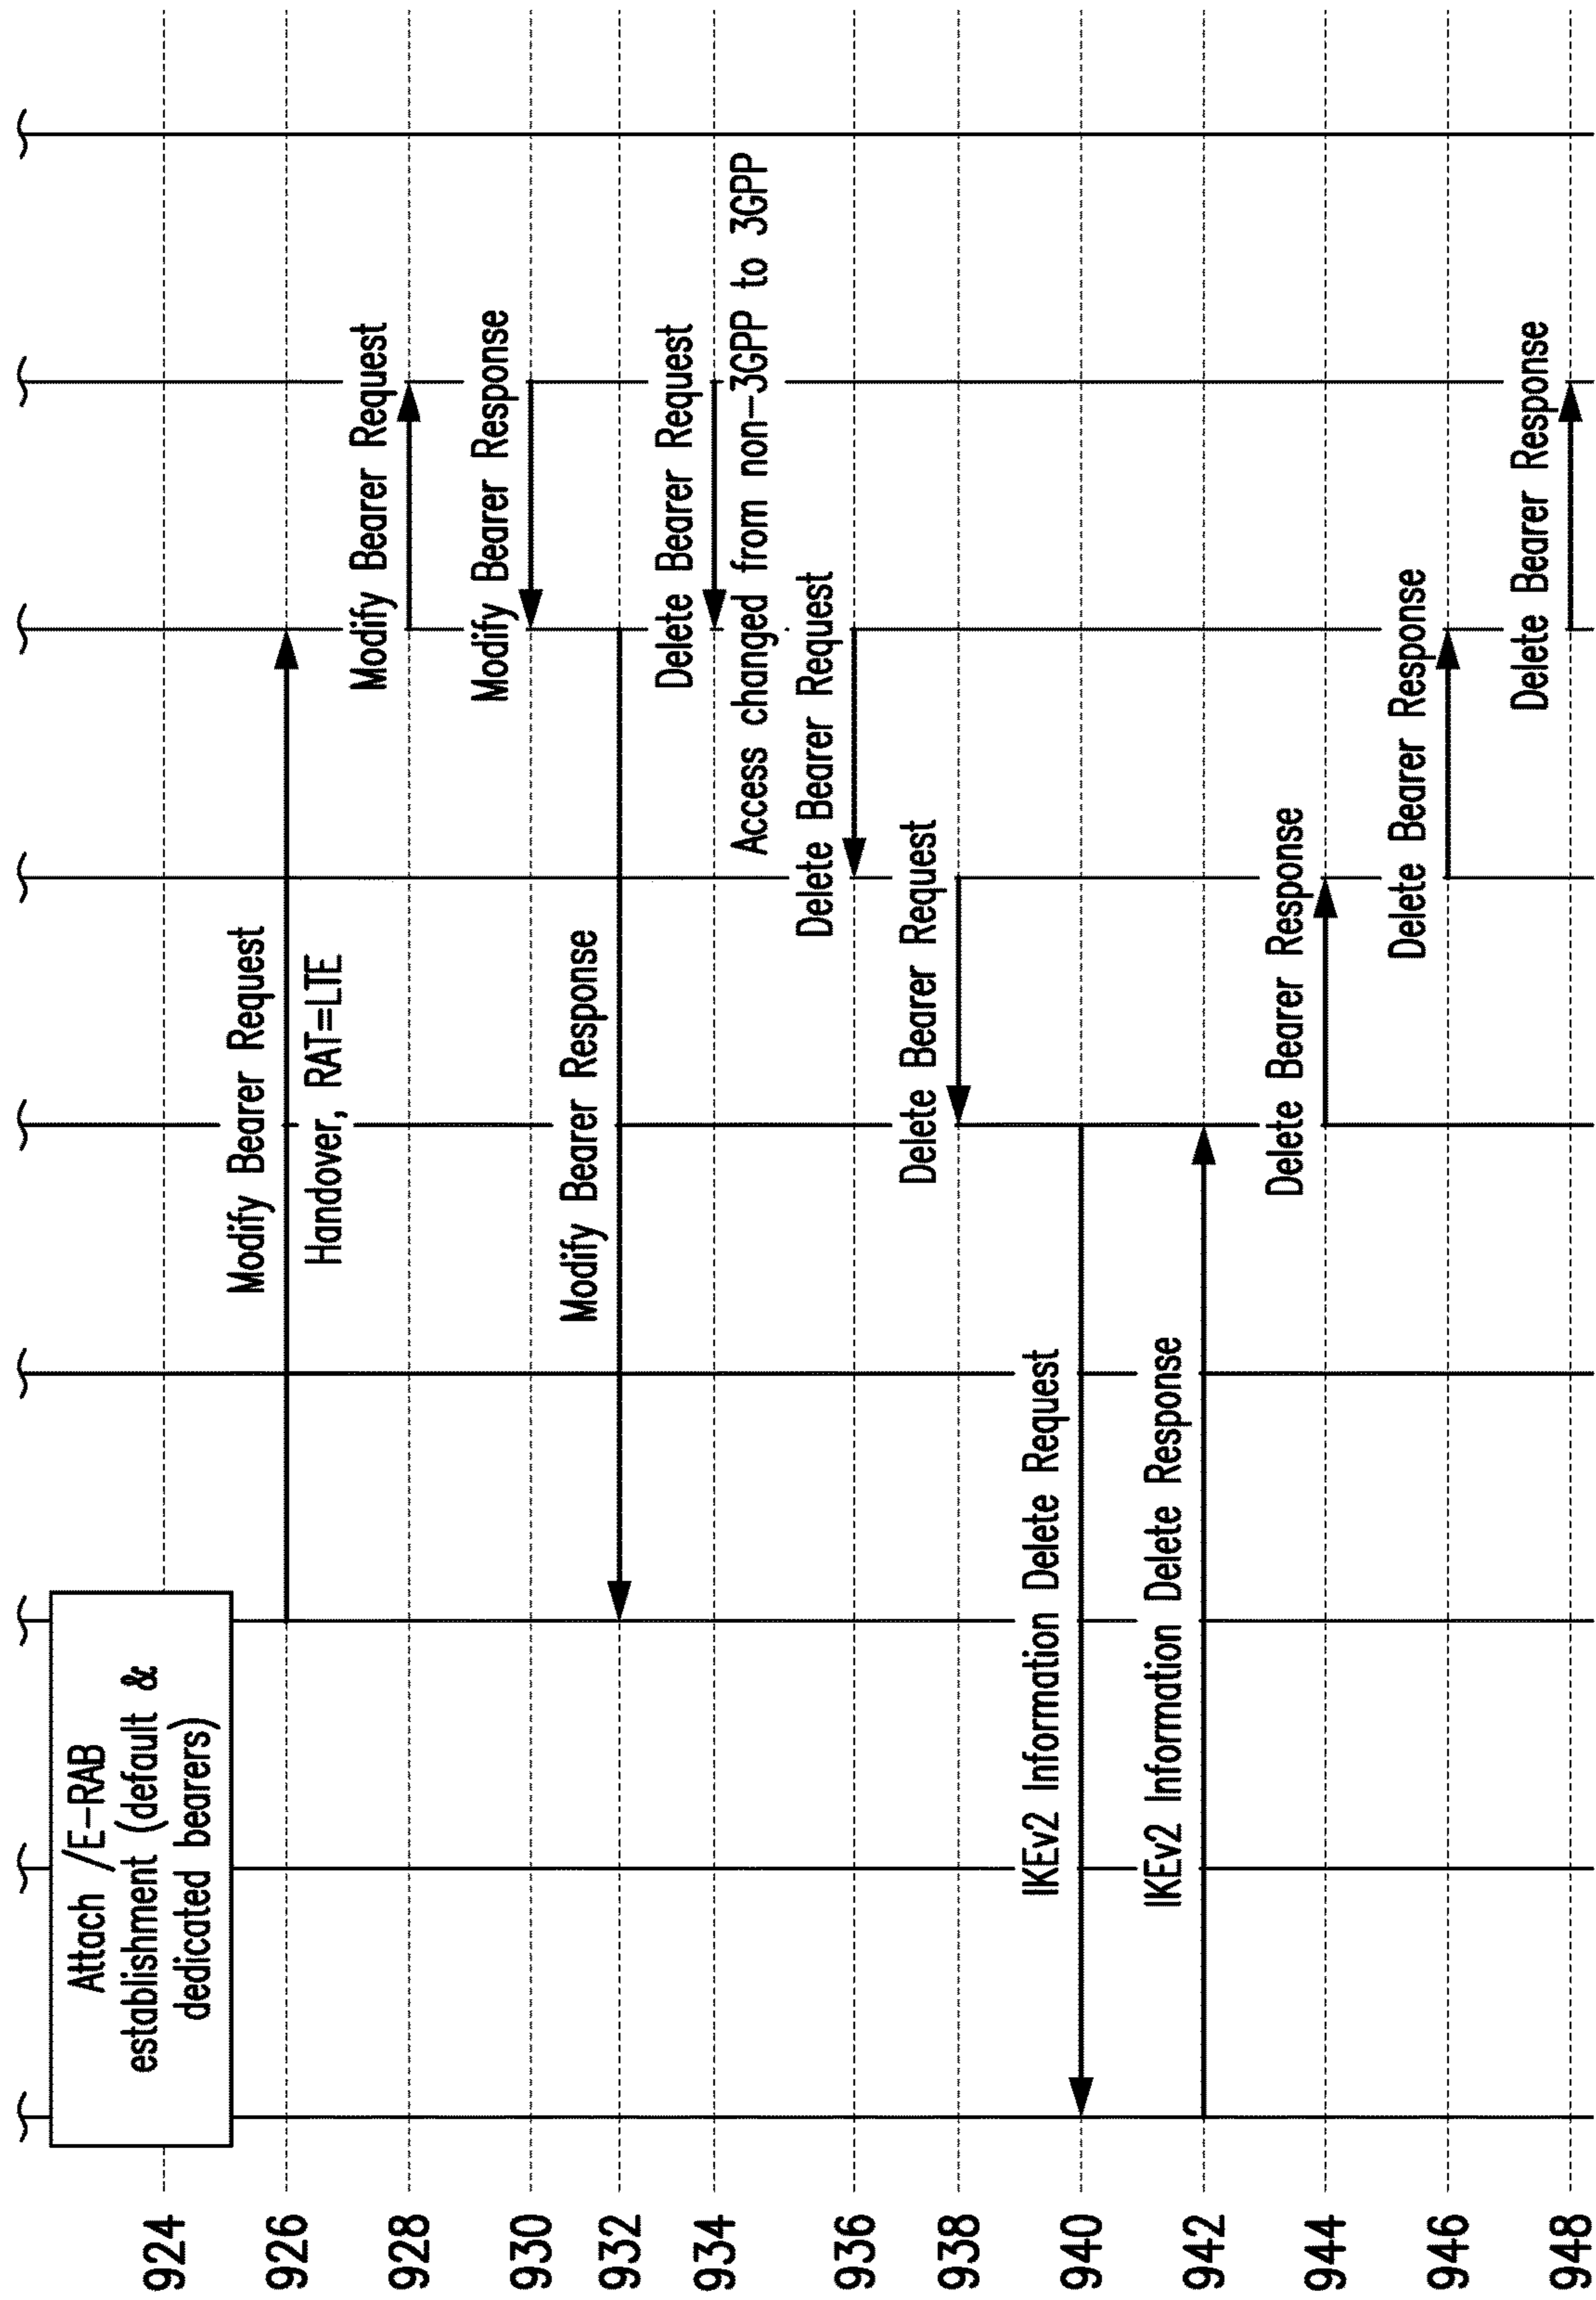 924
Attach /E-RAB
establishment (default &
dedicated bearers)
926
Modify Bearer Request
Handover, RAT=LTE
928
Modify Bearer Request
930
Modify Bearer Response
932
Modify Bearer Response
934
Delete Bearer Request
Access changed from non-3GPP to 3GPP
936
Delete Bearer Request
938
Delete Bearer Request
940
IKEv2 Information Delete Request
942
IKEv2 Information Delete Response
944
Delete Bearer Response
946
Delete Bearer Response
948
Delete Bearer Response